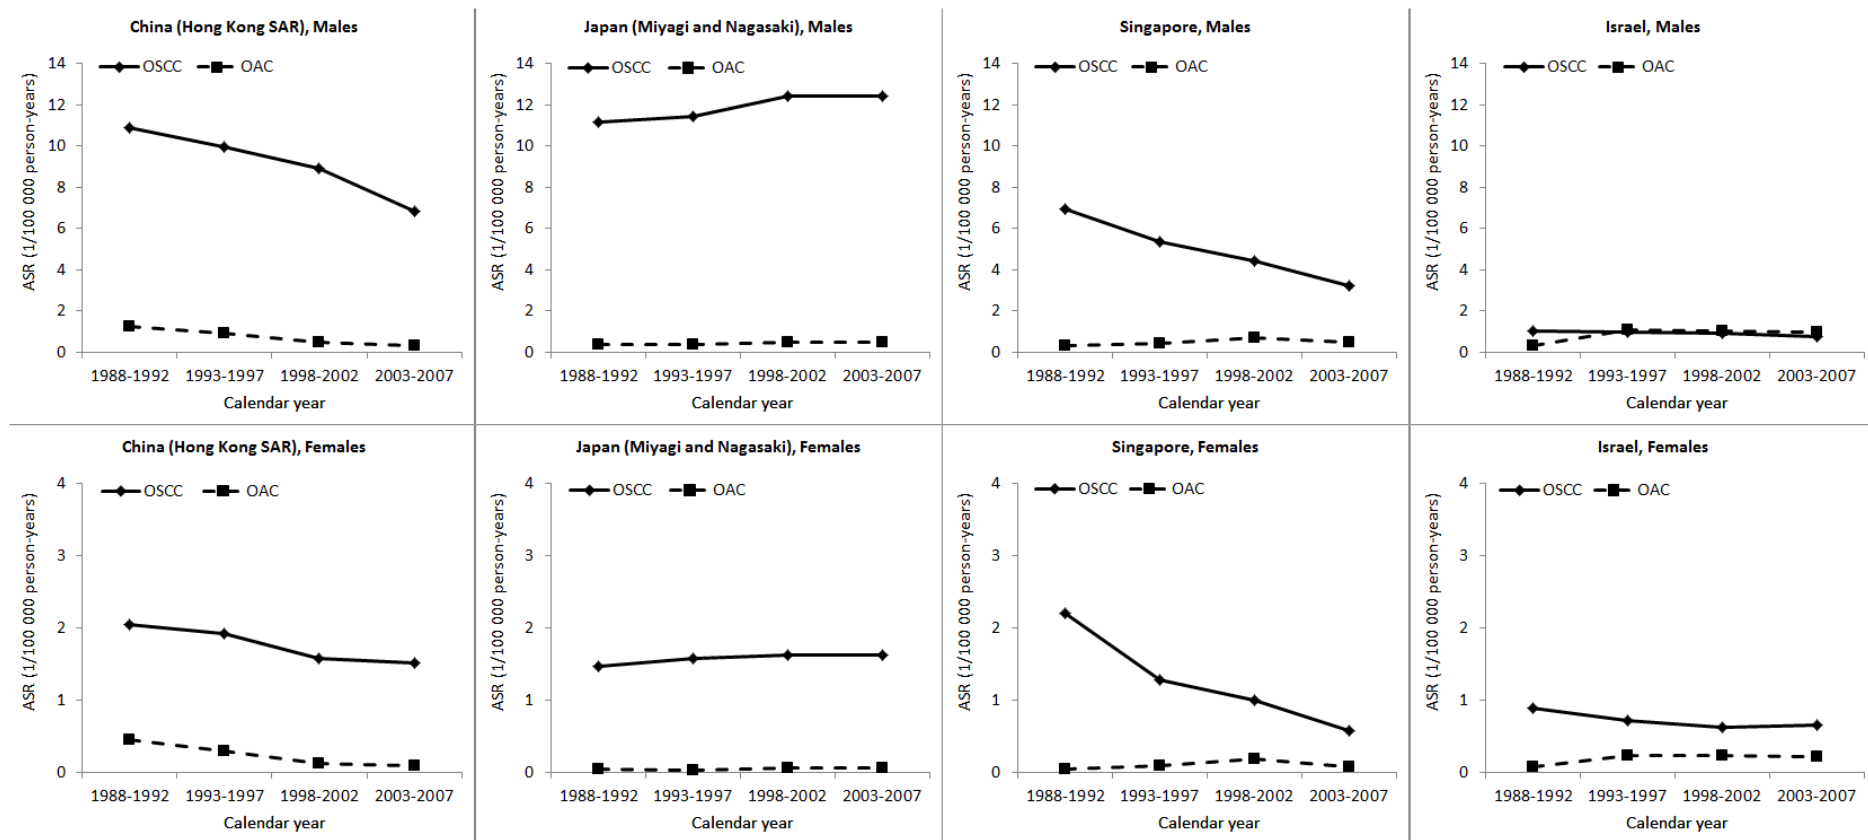 China (Hong Kong SAR), Males
OSCC OAC
ASR (1/100 000 person-years)
14
12
10
8
6
4
2
0
1988-1992 1993-1997 1998-2002 2003-2007
Calendar year
Japan (Miyagi and Nagasaki), Males
OSCC OAC
ASR (1/100 000 person-years)
14
12
10
8
6
4
2
0
1988-1992 1993-1997 1998-2002 2003-2007
Calendar year
Singapore, Males
OSCC OAC
ASR (1/100 000 person-years)
14
12
10
8
6
4
2
0
1988-1992 1993-1997 1998-2002 2003-2007
Calendar year
Israel, Males
OSCC OAC
ASR (1/100 000 person-years)
14
12
10
8
6
4
2
0
1988-1992 1993-1997 1998-2002 2003-2007
Calendar year
China (Hong Kong SAR), Females
OSCC OAC
ASR (1/100 000 person-years)
4
3
2
1
0
1988-1992 1993-1997 1998-2002 2003-2007
Calendar year
Japan (Miyagi and Nagasaki), Females
OSCC OAC
ASR (1/100 000 person-years)
4
3
2
1
0
1988-1992 1993-1997 1998-2002 2003-2007
Calendar year
Singapore, Females
OSCC OAC
ASR (1/100 000 person-years)
4
3
2
1
0
1988-1992 1993-1997 1998-2002 2003-2007
Calendar year
Israel, Females
OSCC OAC
ASR (1/100 000 person-years)
4
3
2
1
0
1988-1992 1993-1997 1998-2002 2003-2007
Calendar year